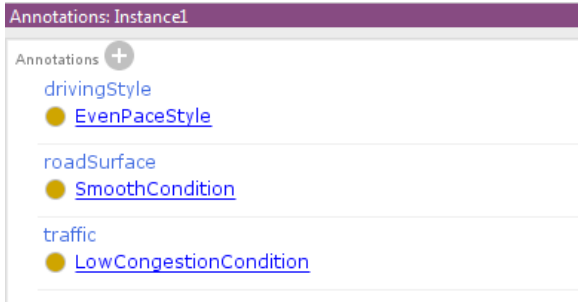 Annotations: Instance1
Annotations
drivingStyle
EvenPaceStyle
roadSurface
SmoothCondition
traffic
LowCongestionCondition